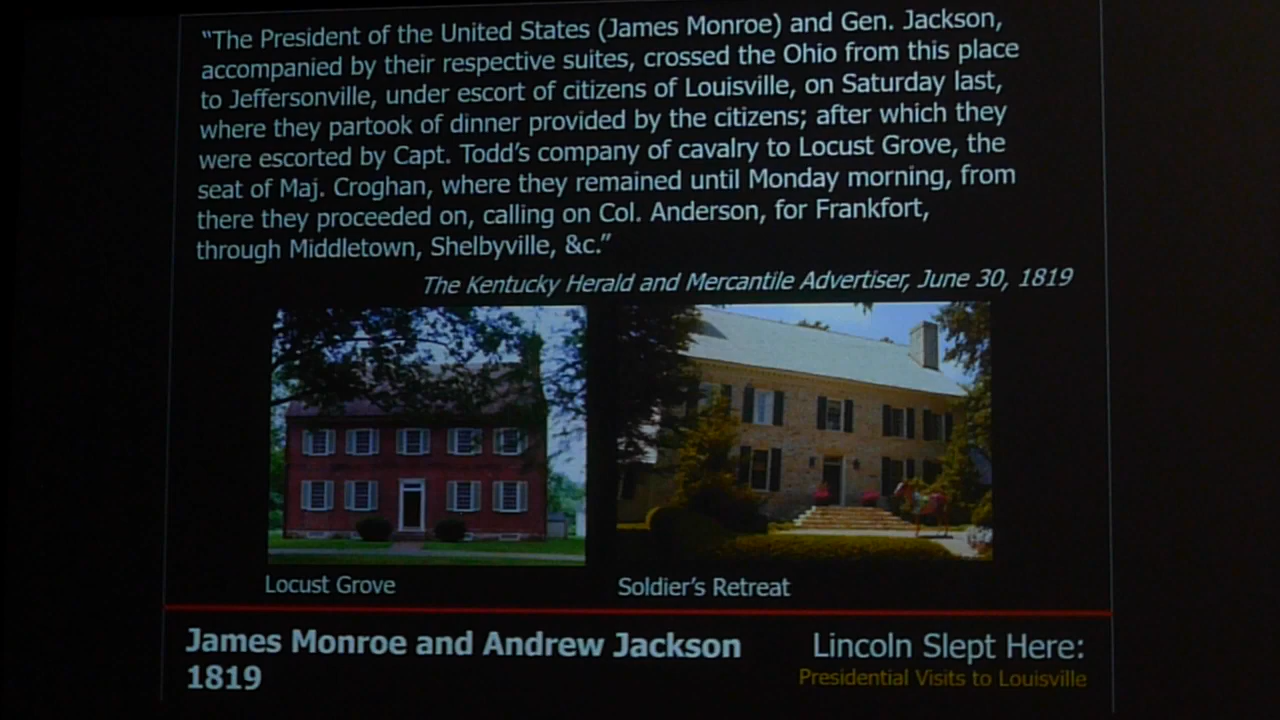 "The President of the United States (James Monroe) and Gen. Jackson,
accompanied by their respective suites, crossed the Ohio from this place
to Jeffersonville, under escort of citizens of Louisville, on Saturday last,
where they partook of dinner provided by the citizens; after which they
were escorted by Capt. Todd's company of cavalry to Locust Grove, the
seat of Maj. Croghan, where they remained until Monday morning, from
there they proceeded on, calling on Col. Anderson, for Frankfort,
through Middletown, Shelbyville, &c."
The Kentucky Herald and Mercantile Advertiser, June 30, 1819
Locust Grove
Soldier's Retreat
James Monroe and Andrew Jackson
1819
Lincoln Slept Here:
Presidential Visits to Louisville